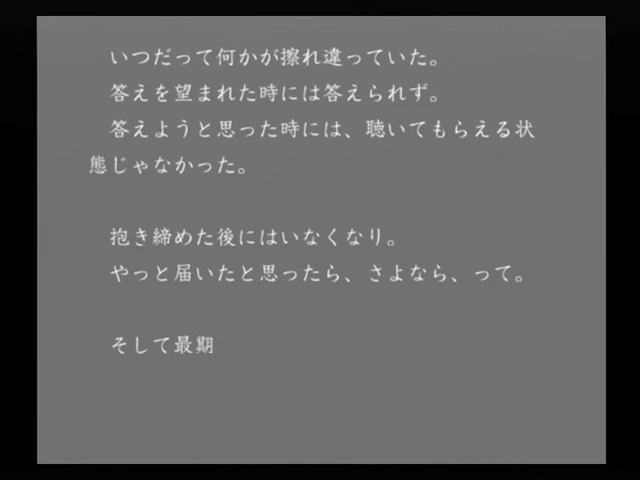 いつだって何かが擦れ違っていた。
答えを望まれた時には答えられず。
答えようと思った時には、聴いてもらえる状
態じゃなかった。
抱き締めた後にはいなくなり。
やっと届いたと思ったら、さよなら、って。
そして最期